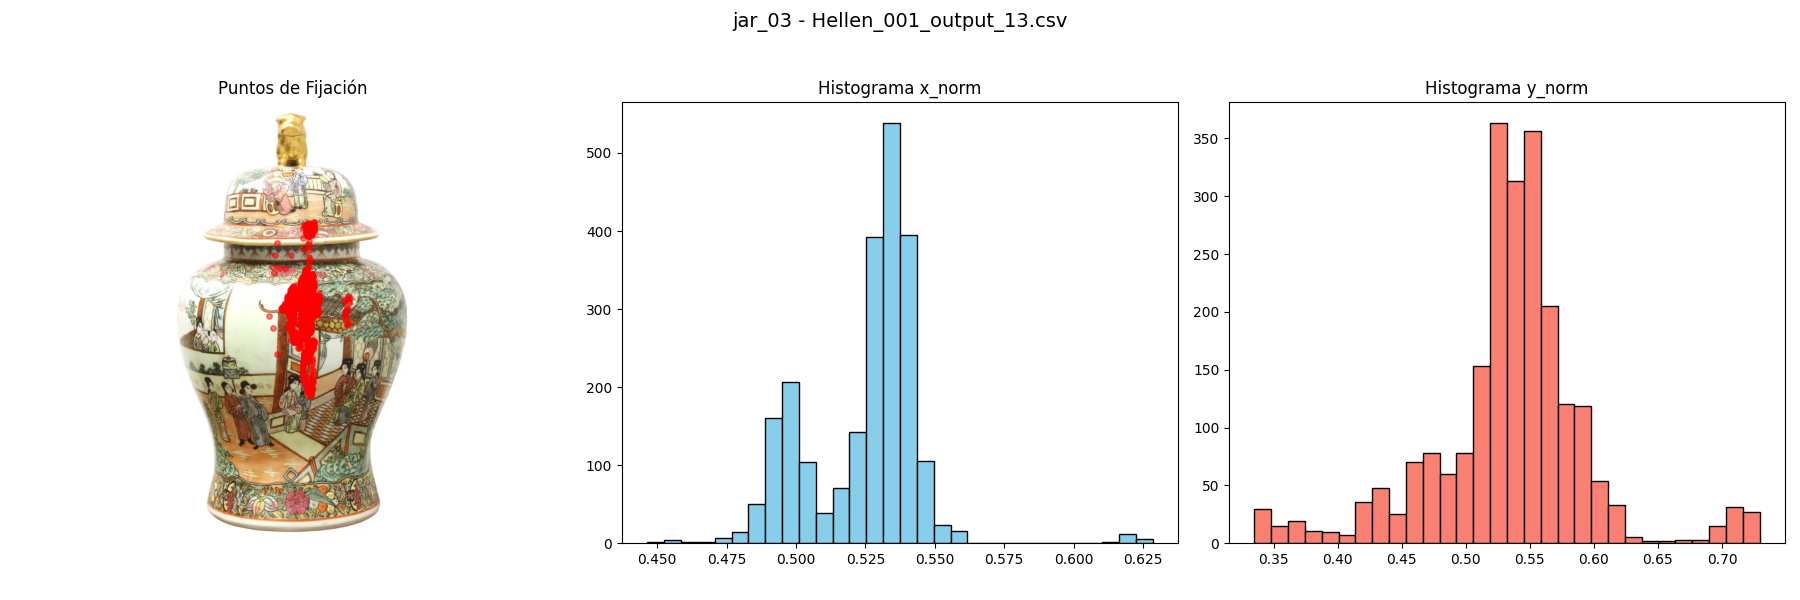 jar_03 - Hellen_001_output_13.csv
Puntos de Fijación
Histograma x_norm
500
400
300
200
100
0
0.450 0.475 0.500 0.525 0.550 0.575 0.600 0.625
Histograma y_norm
350
300
250
200
150
100
50
0
0.35 0.40 0.45 0.50 0.55 0.60 0.65 0.70